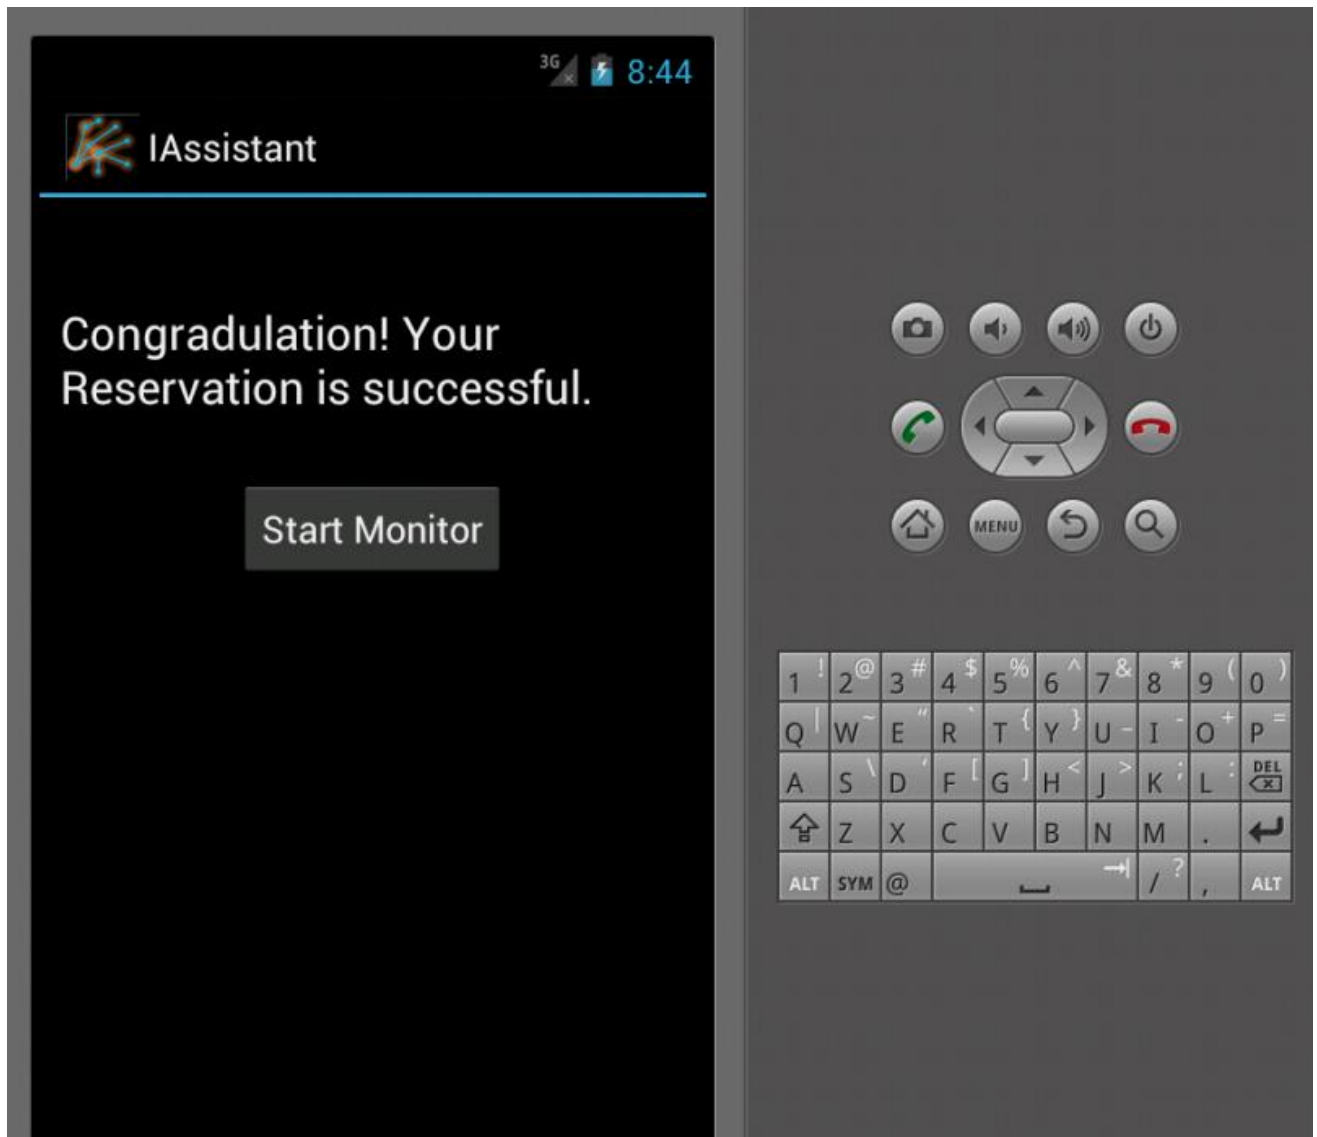 3G 8:44
IAssistant
Congradulation! Your
Reservation is successful.
Start Monitor
MENU
1 ! 2 @ 3 # 4 $ 5 % 6 ^ 7 & 8 * 9 ( 0 )
Q | W ~ E " R ` T { Y } U _ I - O + P =
A S \ D ' F [ G ] H < J > K ; L : DEL
Z X C V B N M .
ALT SYM @ / ? , ALT